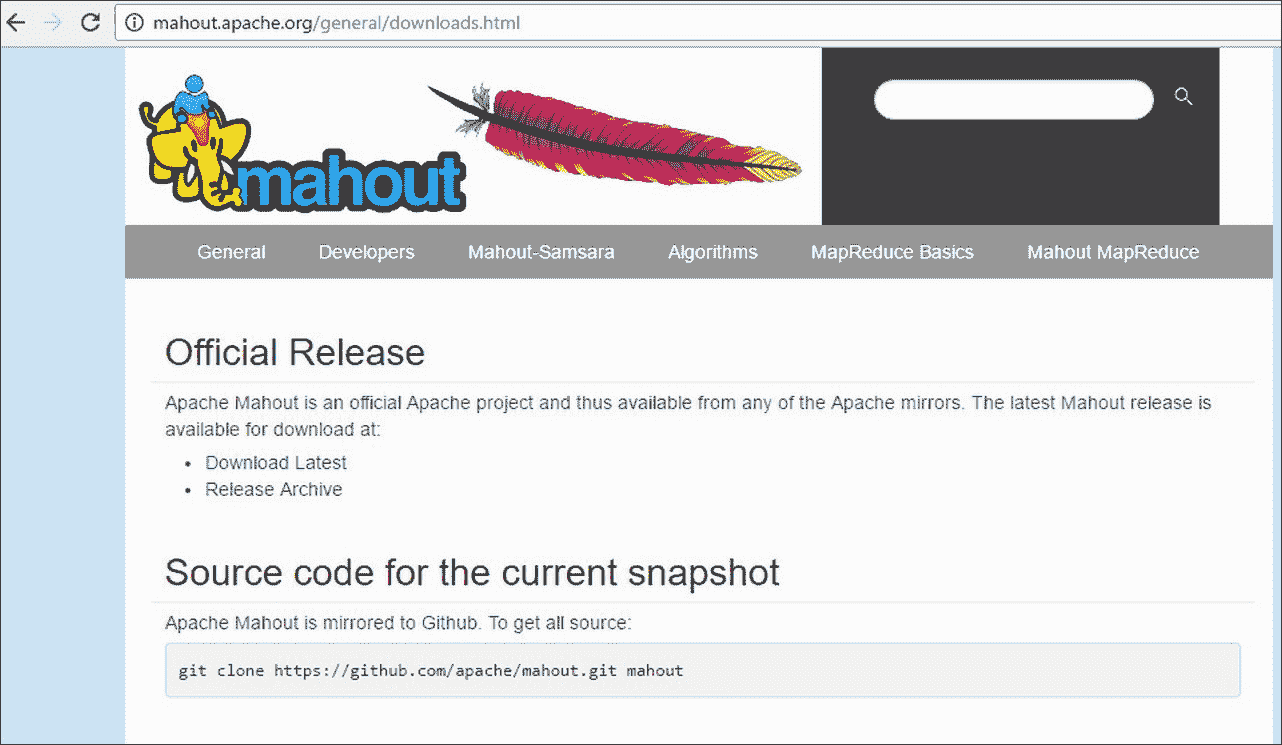 mahout.apache.org/general/downloads.html
mahout
General Developers Mahout-Samsara Algorithms MapReduce Basics Mahout MapReduce
Official Release
Apache Mahout is an official Apache project and thus available from any of the Apache mirrors. The latest Mahout release is
available for download at:
• Download Latest
• Release Archive
Source code for the current snapshot
Apache Mahout is mirrored to Github. To get all source:
git clone https://github.com/apache/mahout.git mahout